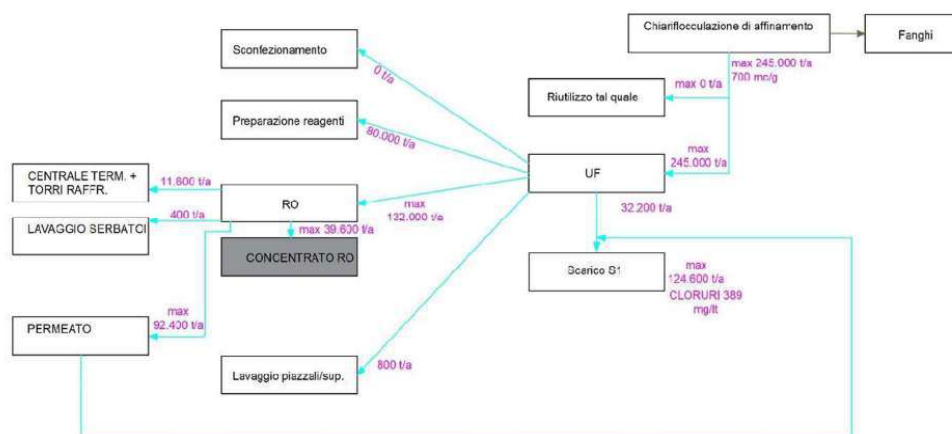 Chiariflocculazione di affinamento
Fanghi
Sconfezionamento
max 245.000 t/a
700 mc/g
0 t/a
max 0 t/a
Riutilizzo tal quale
Preparazione reagenti
80.000 t/a
max
245.000 t/a
UF
CENTRALE TERM. +
TORRI RAFFR.
11.600 t/a
RO
max
132.000 t/a
32.200 t/a
400 t/a
LAVAGGIO SERBATOI
max 39.600 t/a
CONCENTRATO RO
Scarico S1
max
124.600 t/a
CLORURI 389
mg/lt
max
92.400 t/a
PERMEATO
Lavaggio piazzali/sup.
800 t/a